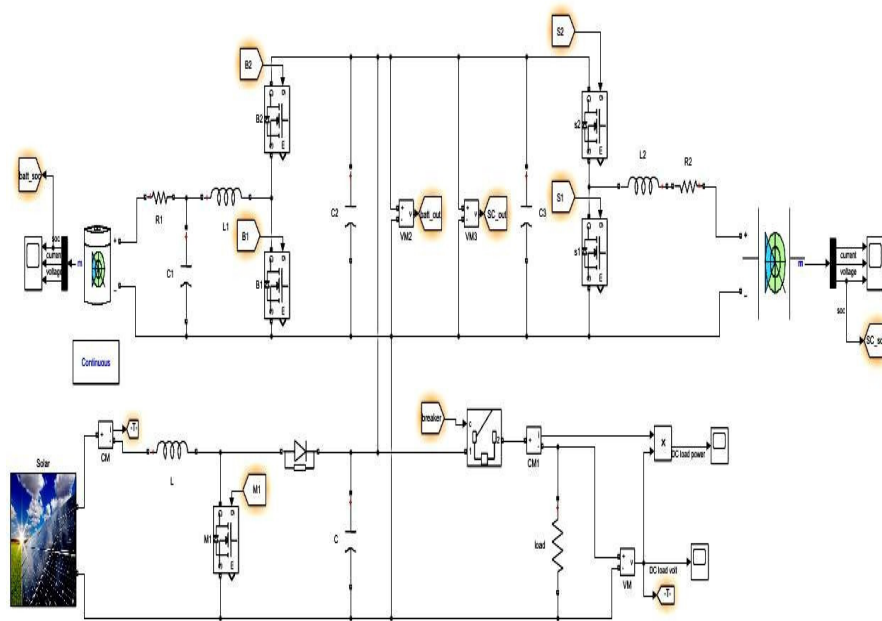 S2
B2
B2
s2
L2
R2
batt_soc
S1
R1
L1
C2
batt_out
SC_out
C3
VM2
VM3
B1
soc
current
voltage
m
C1
B1
s1
m
current
voltage
soc
SC_so
Continuous
breaker
-T-
CM
CM1
DC load power
Solar
L
M1
M1
C
load
VM
DC load volt
-T-